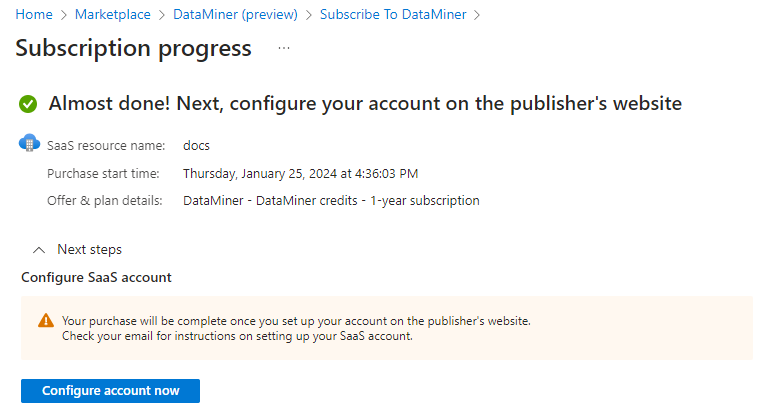 Home > Marketplace > DataMiner (preview) > Subscribe To DataMiner >
Subscription progress ...
Almost done! Next, configure your account on the publisher's website
SaaS resource name: docs
Purchase start time: Thursday, January 25, 2024 at 4:36:03 PM
Offer & plan details: DataMiner - DataMiner credits - 1-year subscription
Next steps
Configure SaaS account
Your purchase will be complete once you set up your account on the publisher's website.
Check your email for instructions on setting up your SaaS account.
Configure account now